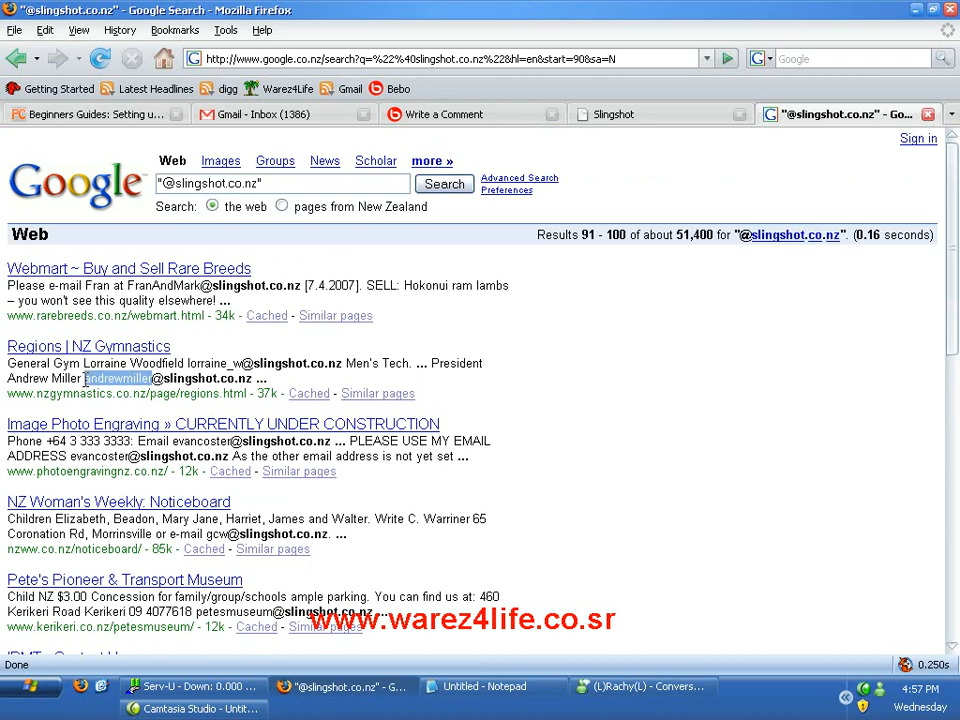 "@slingshot.co.nz" - Google Search - Mozilla Firefox
File Edit View History Bookmarks Tools Help
http://www.google.co.nz/search?q=%22%40slingshot.co.nz%22&hl=en&start=90&sa=N
Google
Getting Started Latest Headlines digg Warez4Life Gmail Bebo
Beginners Guides: Setting u... Gmail - Inbox (1386) Write a Comment Slingshot "@slingshot.co.nz" - Go...
Sign in
Web Images Groups News Scholar more »
Google
"@slingshot.co.nz" Search
Advanced Search
Preferences
Search: the web pages from New Zealand
Web Results 91 - 100 of about 51,400 for "@slingshot.co.nz". (0.16 seconds)
Webmart ~ Buy and Sell Rare Breeds
Please e-mail Fran at FranAndMark@slingshot.co.nz [7.4.2007]. SELL: Hokonui ram lambs
– you won't see this quality elsewhere! ...
www.rarebreeds.co.nz/webmart.html - 34k - Cached - Similar pages
Regions | NZ Gymnastics
General Gym Lorraine Woodfield lorraine_w@slingshot.co.nz Men's Tech. ... President
Andrew Miller andrewmiller@slingshot.co.nz ...
www.nzgymnastics.co.nz/page/regions.html - 37k - Cached - Similar pages
Image Photo Engraving » CURRENTLY UNDER CONSTRUCTION
Phone +64 3 333 3333: Email evancoster@slingshot.co.nz ... PLEASE USE MY EMAIL
ADDRESS evancoster@slingshot.co.nz As the other email address is not yet set ...
www.photoengravingnz.co.nz/ - 12k - Cached - Similar pages
NZ Woman's Weekly: Noticeboard
Children Elizabeth, Beadon, Mary Jane, Harriet, James and Walter. Write C. Warriner 65
Coronation Rd, Morrinsville or e-mail gcw@slingshot.co.nz. ...
nzww.co.nz/noticeboard/ - 85k - Cached - Similar pages
Pete's Pioneer & Transport Museum
Child NZ $3.00 Concession for family/group/schools ample parking. You can find us at: 460
Kerikeri Road Kerikeri 09 4077618 petesmuseum@slingshot.co.nz ...
www.kerikeri.co.nz/petesmuseum/ - 12k - Cached - Similar pages
www.warez4life.co.sr
Done 0.250s
Serv-U - Down: 0.000 ... "@slingshot.co.nz" - G... Untitled - Notepad (L)Rachy(L) - Convers... 4:57 PM
Camtasia Studio - Untit... Wednesday